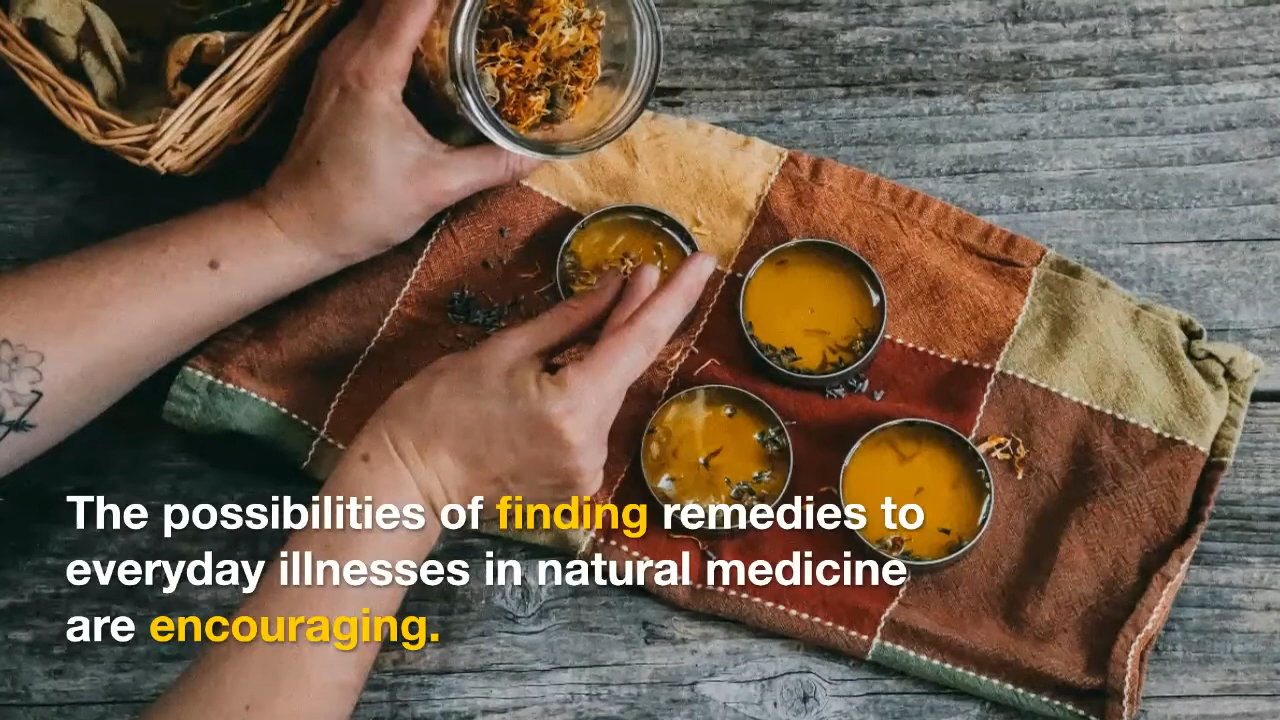 The possibilities of finding remedies to
everyday illnesses in natural medicine
are encouraging.